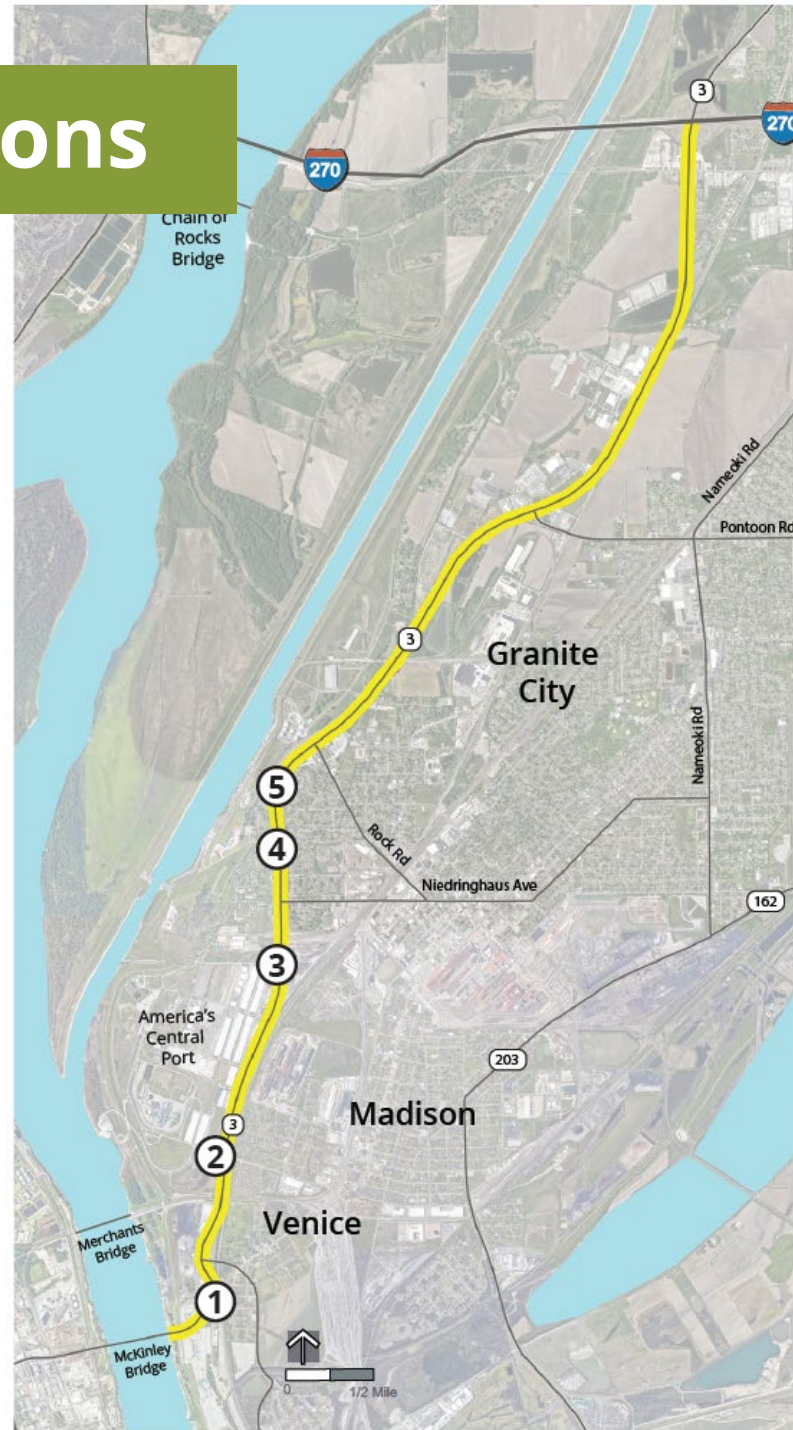 ons
3
270
270
Chain of
Rocks
Bridge
Nameoki Rd
Pontoon Rd
3
Granite
City
Nameoki Rd
5
Rock Rd
4
Niedringhaus Ave
162
3
America's
Central
Port
203
Madison
3
2
Venice
Merchants
Bridge
1
McKinley
Bridge
0
1/2 Mile